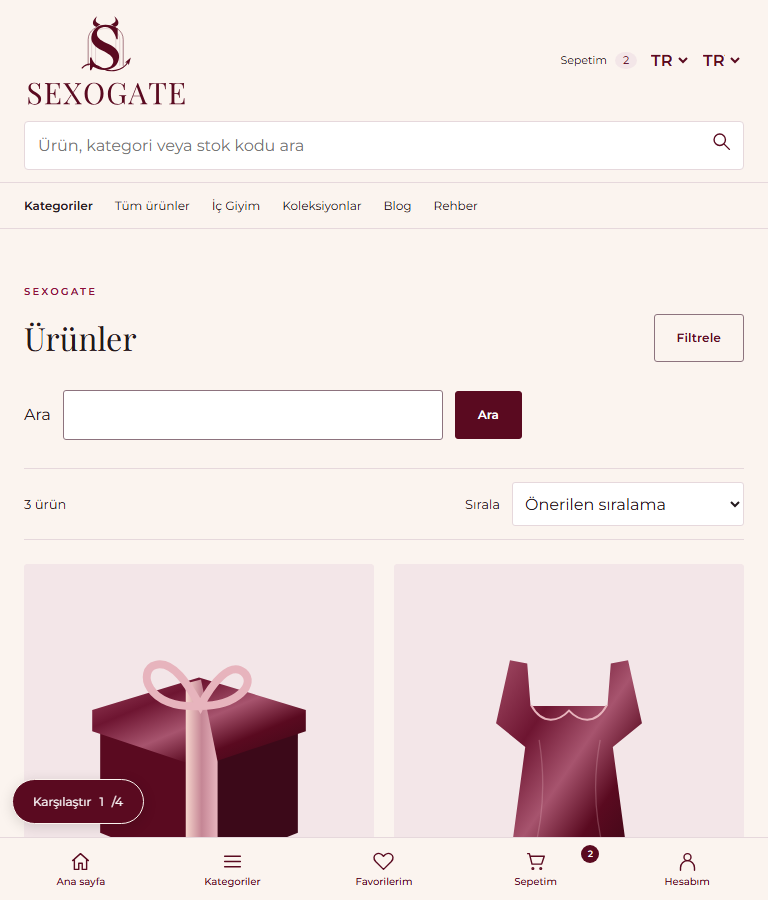 S
SEXOGATE
Sepetim 2 TR TR
Ürün, kategori veya stok kodu ara
Kategoriler Tüm ürünler İç Giyim Koleksiyonlar Blog Rehber
SEXOGATE
Ürünler
Filtrele
Ara Ara
3 ürün Sırala Önerilen sıralama
Karşılaştır 1 /4
2
Ana sayfa Kategoriler Favorilerim Sepetim Hesabım